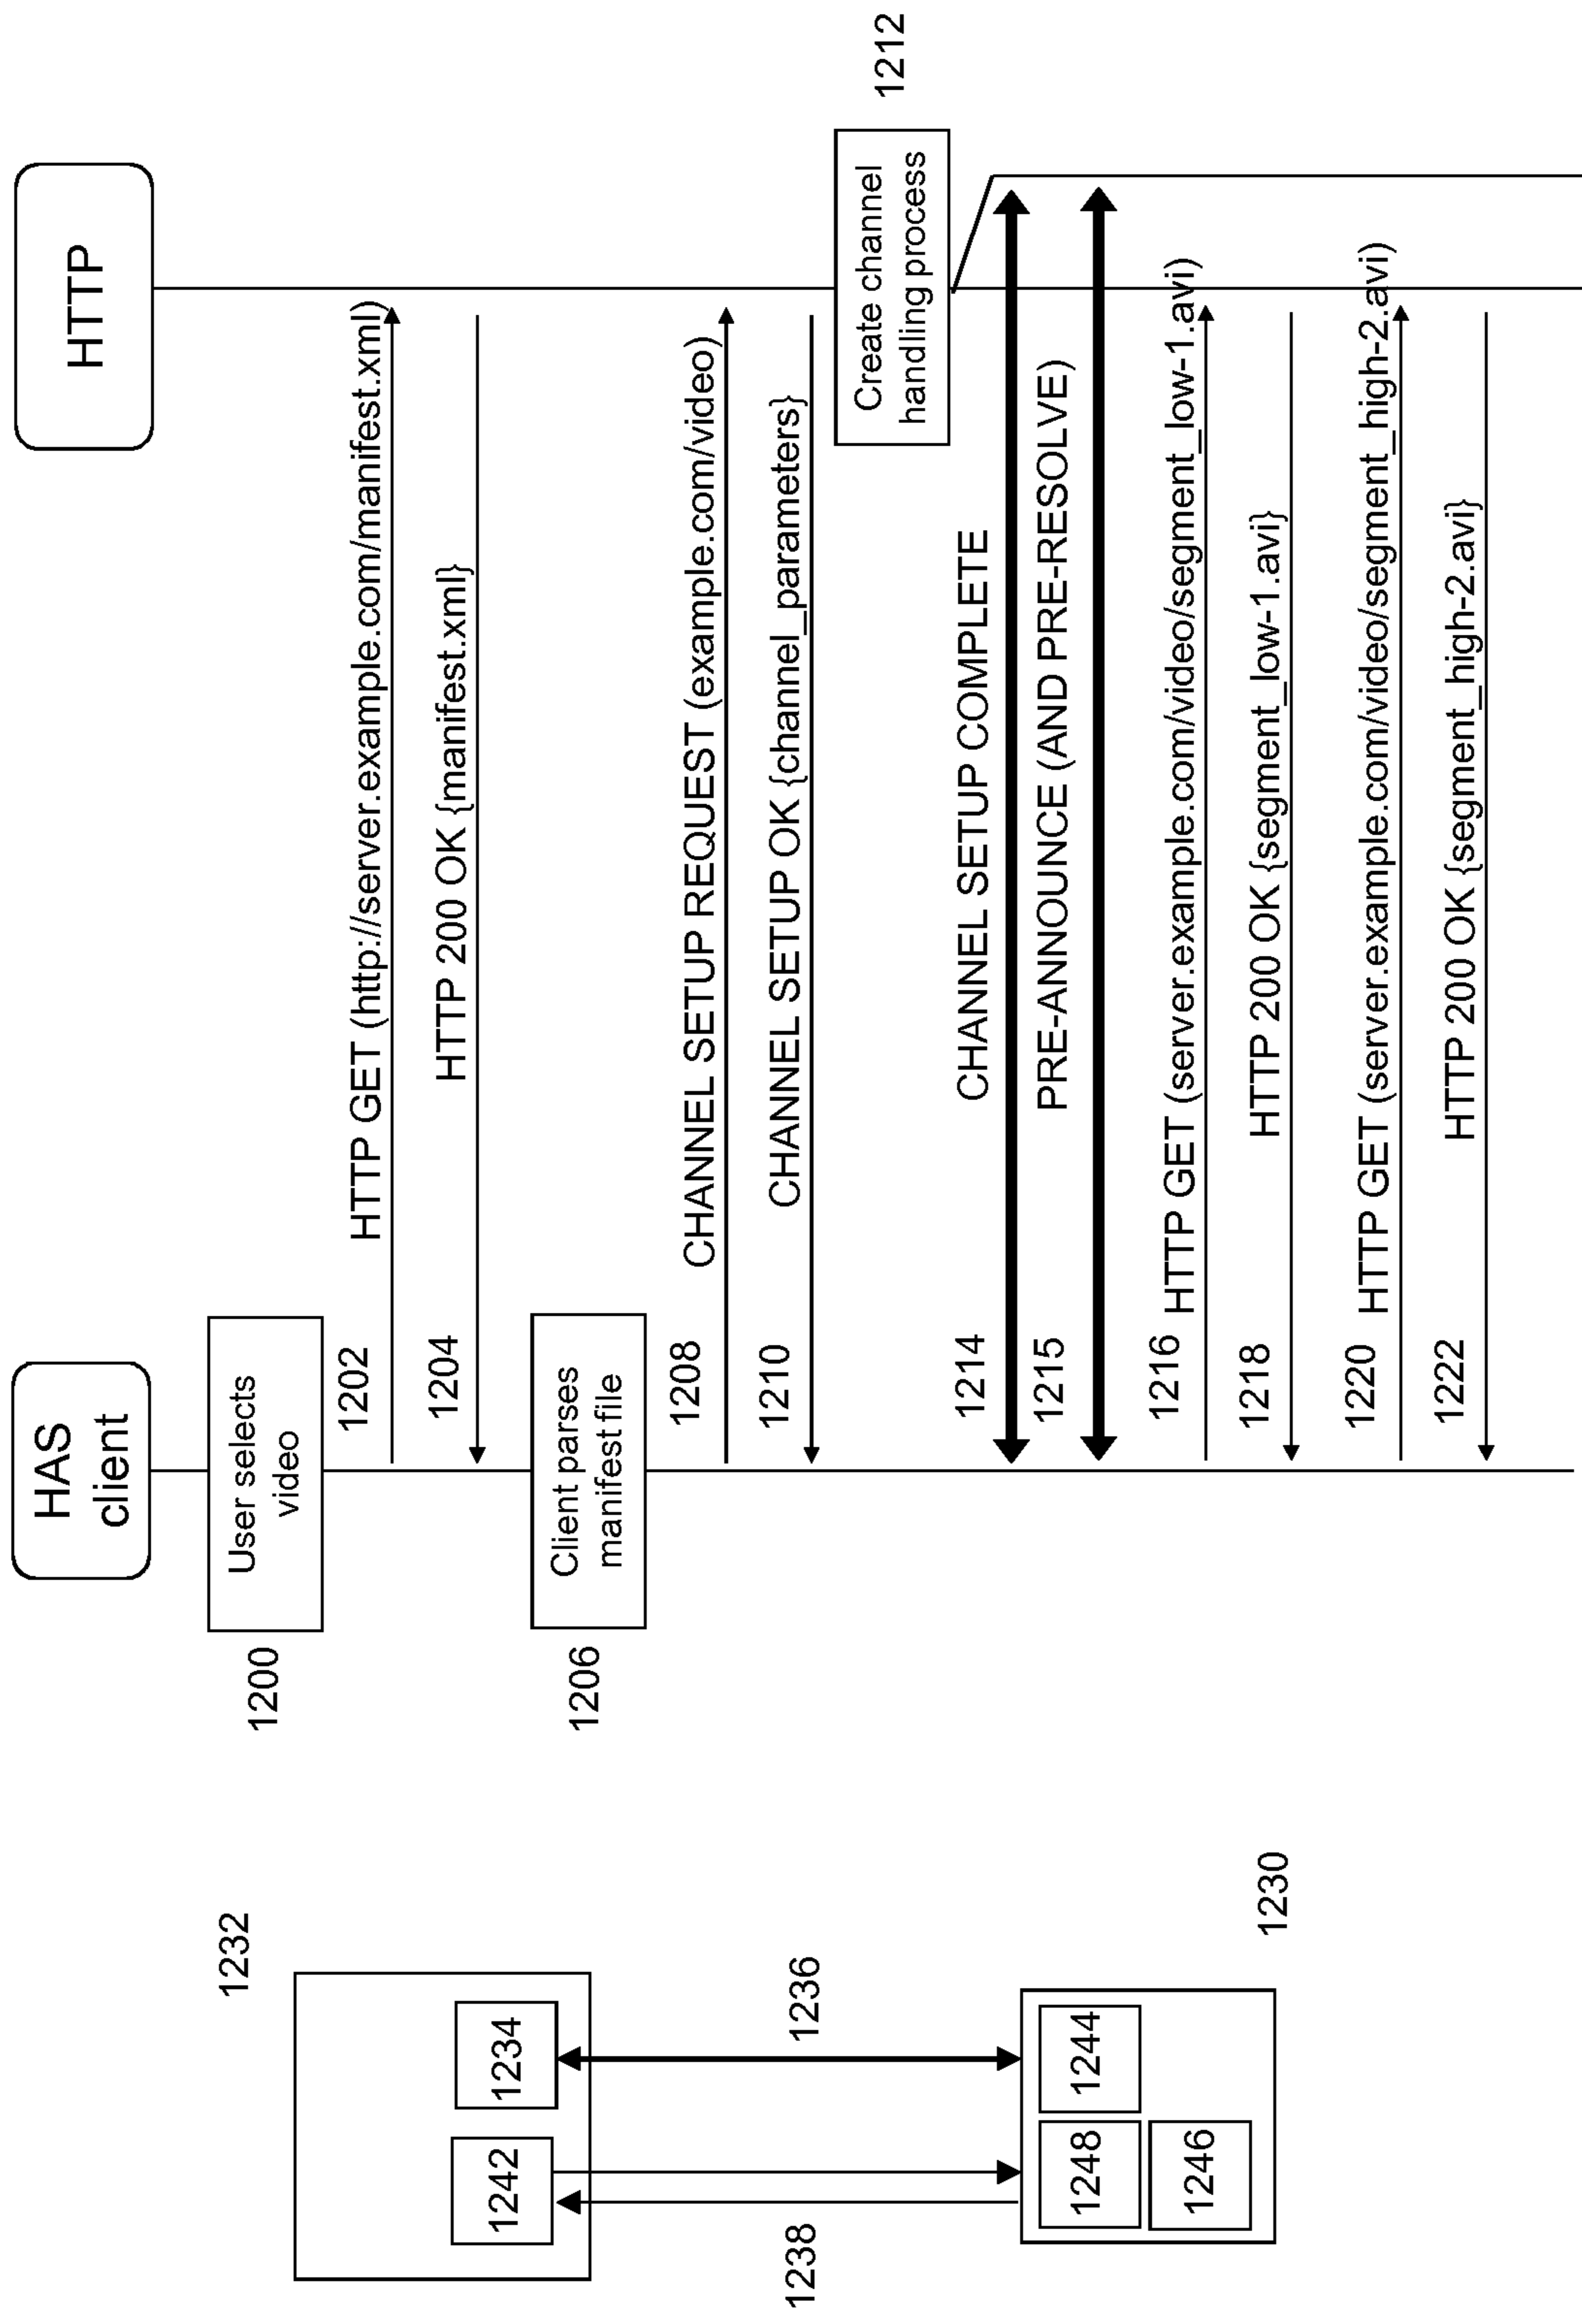 HAS
client
HTTP
1200
User selects
video
1202
HTTP GET (http://server.example.com/manifest.xml)
1204
HTTP 200 OK {manifest.xml}
1206
Client parses
manifest file
1208
CHANNEL SETUP REQUEST (example.com/video)
1210
CHANNEL SETUP OK {channel_parameters}
Create channel
handling process
1212
1214
CHANNEL SETUP COMPLETE
1215
PRE-ANNOUNCE (AND PRE-RESOLVE)
1216
HTTP GET (server.example.com/video/segment_low-1.avi)
1218
HTTP 200 OK {segment_low-1.avi}
1220
HTTP GET (server.example.com/video/segment_high-2.avi)
1222
HTTP 200 OK {segment_high-2.avi}
1232
1242
1234
1238
1236
1248
1244
1246
1230